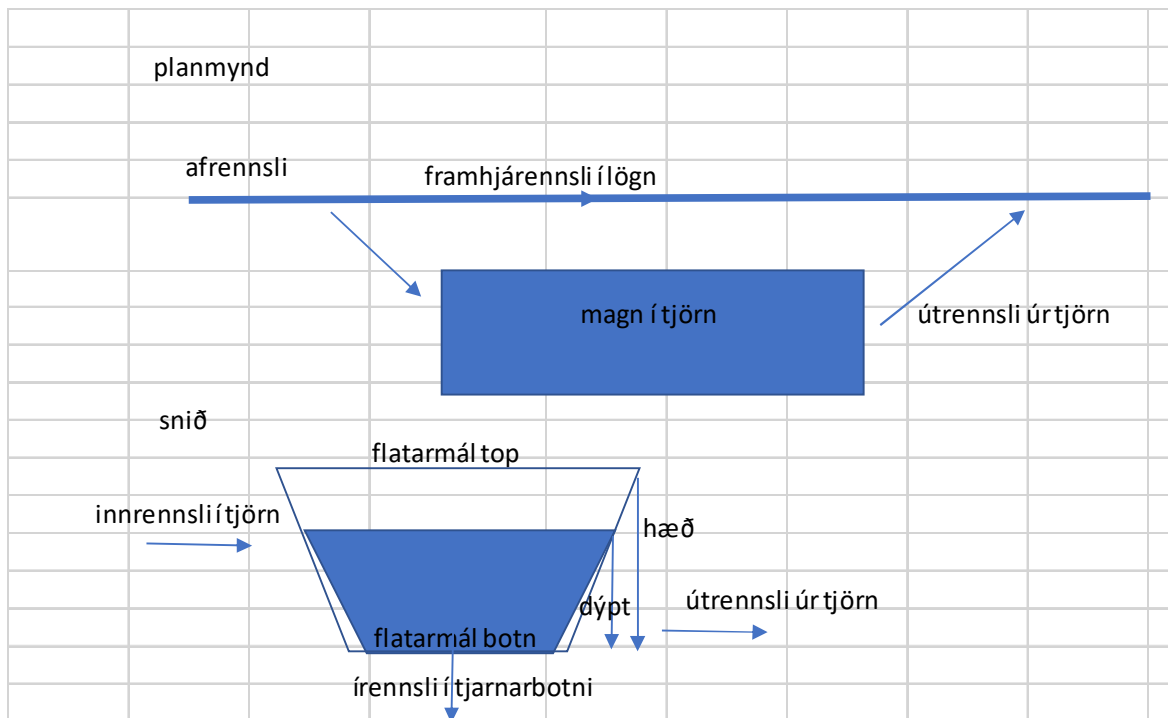 planmynd
afrennsli
framhjárennsli í lögn
magn í tjörn
útrennsli úr tjörn
snið
flatarmál top
innrennsli í tjörn
hæð
dýpt
útrennsli úr tjörn
flatarmál botn
írennsli í tjarnarbotni